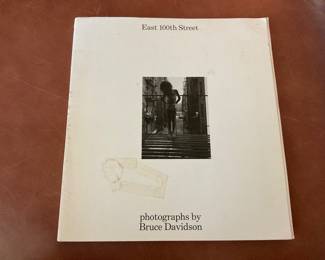 East 100th Street
photographs by
Bruce Davidson